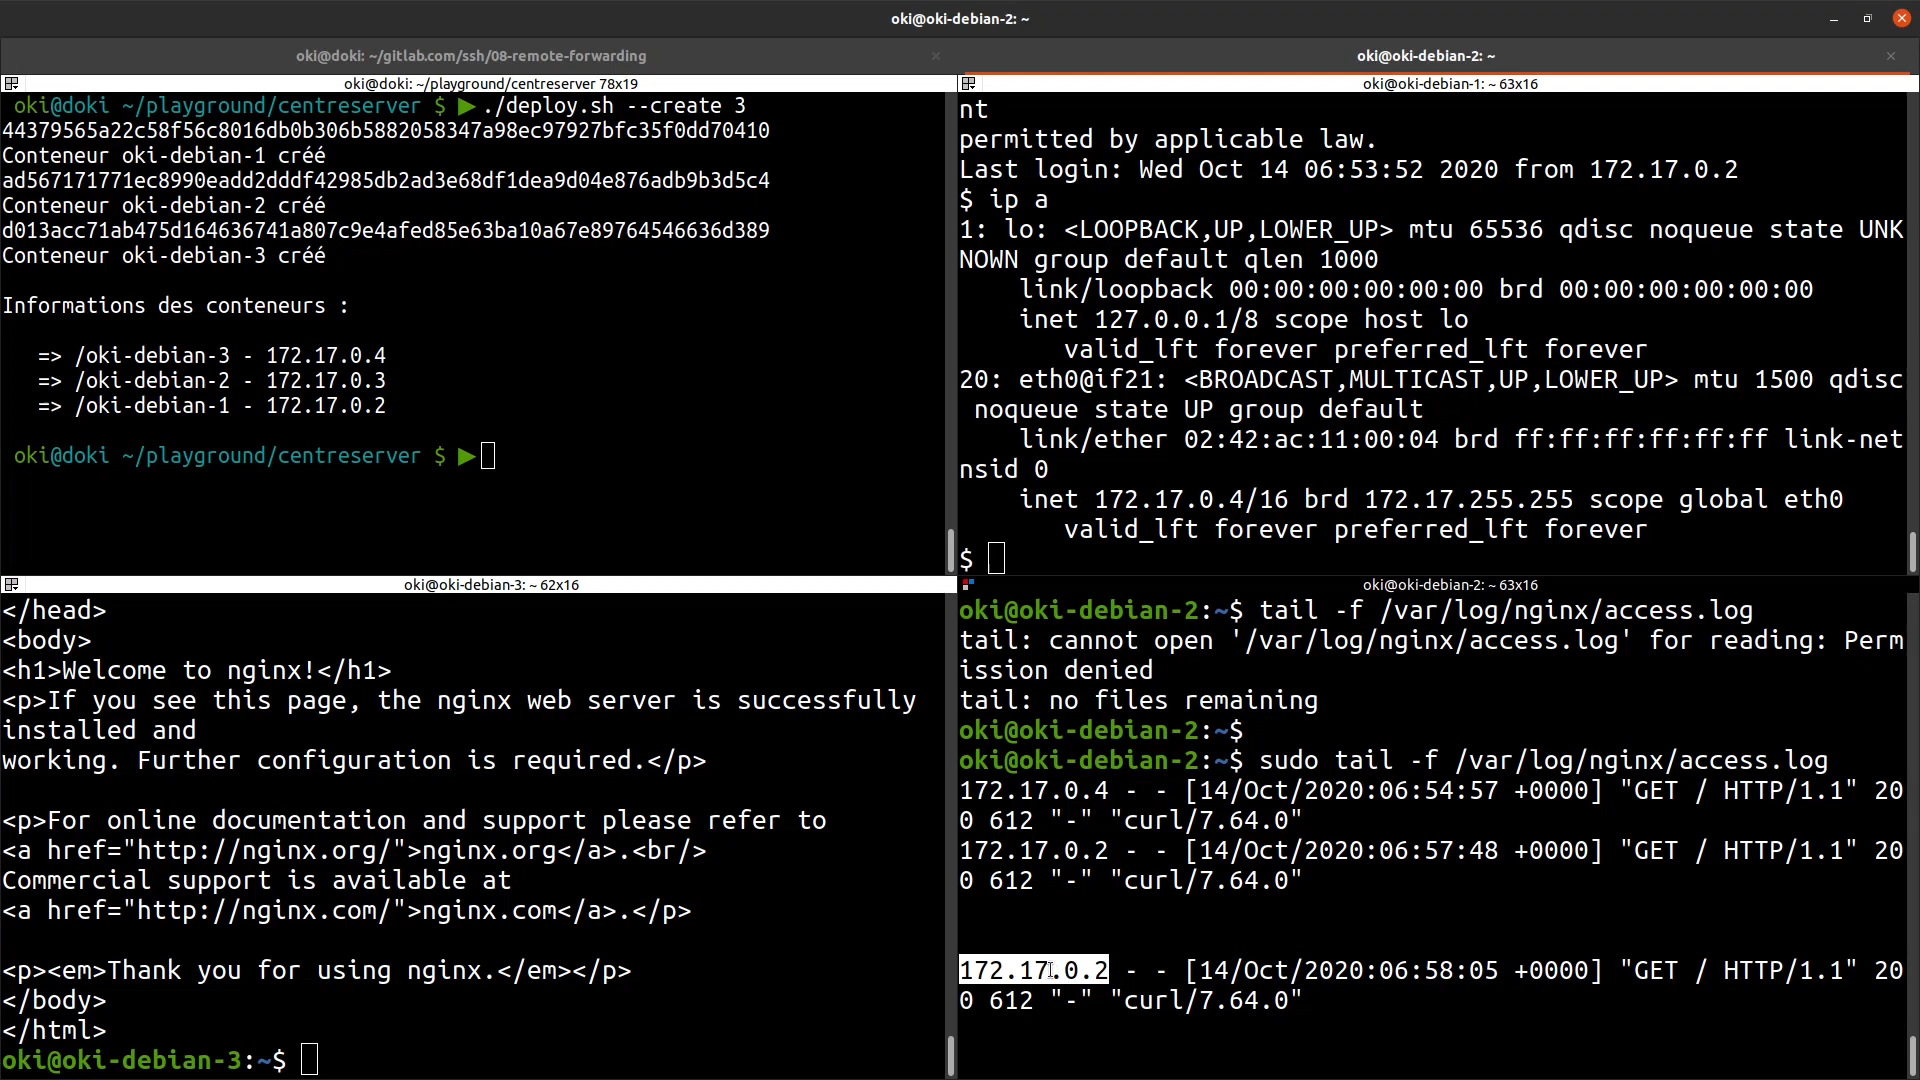 oki@oki-debian-2: ~
oki@doki: ~/gitlab.com/ssh/08-remote-forwarding
oki@oki-debian-2: ~
oki@doki: ~/playground/centreserver 78x19
oki@doki ~/playground/centreserver $ ▶./deploy.sh --create 3
44379565a22c58f56c8016db0b306b5882058347a98ec97927bfc35f0dd70410
Conteneur oki-debian-1 créé
ad567171771ec8990eadd2dddf42985db2ad3e68df1dea9d04e876adb9b3d5c4
Conteneur oki-debian-2 créé
d013acc71ab475d164636741a807c9e4afed85e63ba10a67e89764546636d389
Conteneur oki-debian-3 créé
Informations des conteneurs :
=> /oki-debian-3 - 172.17.0.4
=> /oki-debian-2 - 172.17.0.3
=> /oki-debian-1 - 172.17.0.2
oki@doki ~/playground/centreserver $ ▶
oki@oki-debian-1: ~ 63x16
nt
permitted by applicable law.
Last login: Wed Oct 14 06:53:52 2020 from 172.17.0.2
$ ip a
1: lo: <LOOPBACK,UP,LOWER_UP> mtu 65536 qdisc noqueue state UNK
NOWN group default qlen 1000
link/loopback 00:00:00:00:00:00 brd 00:00:00:00:00:00
inet 127.0.0.1/8 scope host lo
valid_lft forever preferred_lft forever
20: eth0@if21: <BROADCAST,MULTICAST,UP,LOWER_UP> mtu 1500 qdisc
noqueue state UP group default
link/ether 02:42:ac:11:00:04 brd ff:ff:ff:ff:ff:ff link-net
nsid 0
inet 172.17.0.4/16 brd 172.17.255.255 scope global eth0
valid_lft forever preferred_lft forever
$
oki@oki-debian-3: ~ 62x16
</head>
<body>
<h1>Welcome to nginx!</h1>
<p>If you see this page, the nginx web server is successfully
installed and
working. Further configuration is required.</p>
<p>For online documentation and support please refer to
<a href="http://nginx.org/">nginx.org</a>.<br/>
Commercial support is available at
<a href="http://nginx.com/">nginx.com</a>.</p>
<p><em>Thank you for using nginx.</em></p>
</body>
</html>
oki@oki-debian-3:~$
oki@oki-debian-2: ~ 63x16
oki@oki-debian-2:~$ tail -f /var/log/nginx/access.log
tail: cannot open '/var/log/nginx/access.log' for reading: Perm
ission denied
tail: no files remaining
oki@oki-debian-2:~$
oki@oki-debian-2:~$ sudo tail -f /var/log/nginx/access.log
172.17.0.4 - - [14/Oct/2020:06:54:57 +0000] "GET / HTTP/1.1" 20
0 612 "-" "curl/7.64.0"
172.17.0.2 - - [14/Oct/2020:06:57:48 +0000] "GET / HTTP/1.1" 20
0 612 "-" "curl/7.64.0"
172.17.0.2 - - [14/Oct/2020:06:58:05 +0000] "GET / HTTP/1.1" 20
0 612 "-" "curl/7.64.0"